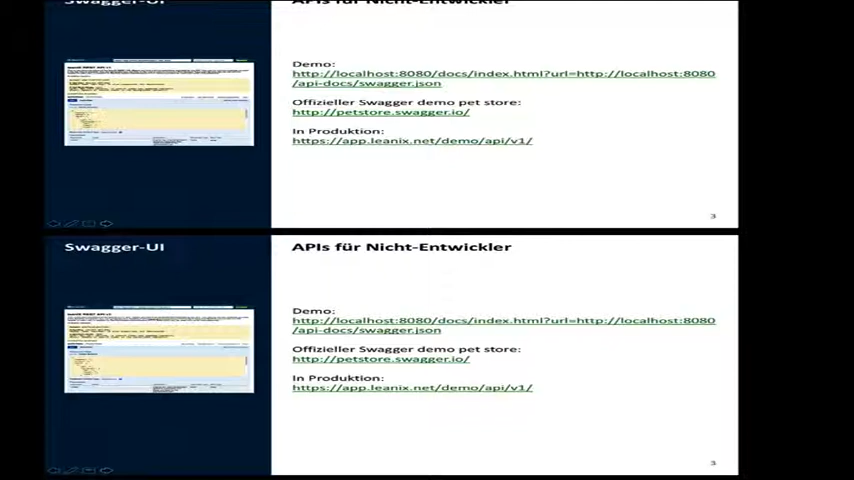 Swagger-UI
APIs für Nicht-Entwickler
Demo:
http://localhost:8080/docs/index.html?url=http://localhost:8080
/api-docs/swagger.json
Offizieller Swagger demo pet store:
http://petstore.swagger.io/
In Produktion:
https://app.leanix.net/demo/api/v1/
3
Swagger-UI
APIs für Nicht-Entwickler
Demo:
http://localhost:8080/docs/index.html?url=http://localhost:8080
/api-docs/swagger.json
Offizieller Swagger demo pet store:
http://petstore.swagger.io/
In Produktion:
https://app.leanix.net/demo/api/v1/
3